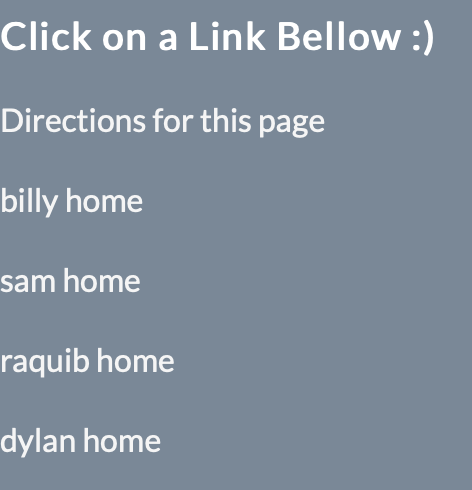 Click on a Link Bellow :)
Directions for this page
billy home
sam home
raquib home
dylan home